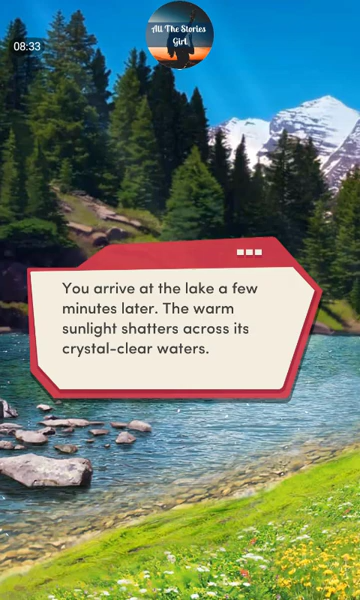 All The Stories
Girl
08:33
You arrive at the lake a few
minutes later. The warm
sunlight shatters across its
crystal-clear waters.